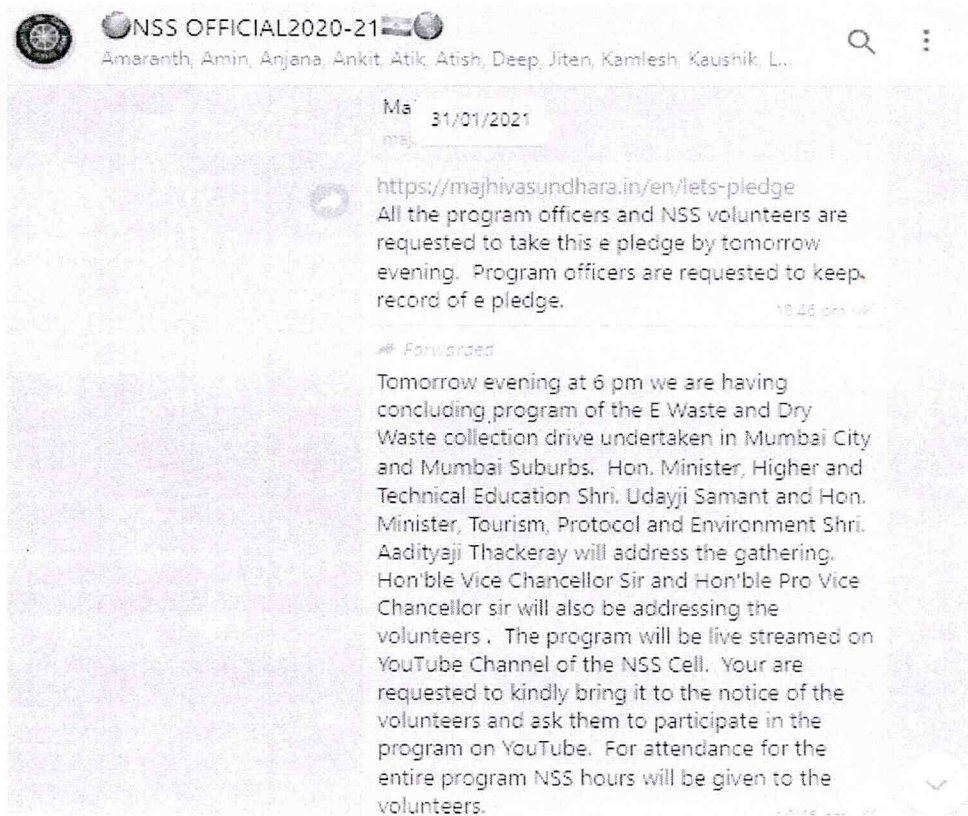 NSS OFFICIAL2020-21
Amaranth, Amin, Anjana, Ankit, Atik, Atish, Deep, Jiten, Kamlesh, Kaushik, L...
Ma
31/01/2021
maj
https://majhivasundhara.in/en/lets-pledge
All the program officers and NSS volunteers are
requested to take this e pledge by tomorrow
evening. Program officers are requested to keep
record of e pledge.
10:46 pm
Forwarded
Tomorrow evening at 6 pm we are having
concluding program of the E Waste and Dry
Waste collection drive undertaken in Mumbai City
and Mumbai Suburbs. Hon. Minister, Higher and
Technical Education Shri. Udayji Samant and Hon.
Minister, Tourism, Protocol and Environment Shri.
Aadityaji Thackeray will address the gathering.
Hon'ble Vice Chancellor Sir and Hon'ble Pro Vice
Chancellor sir will also be addressing the
volunteers . The program will be live streamed on
YouTube Channel of the NSS Cell. Your are
requested to kindly bring it to the notice of the
volunteers and ask them to participate in the
program on YouTube. For attendance for the
entire program NSS hours will be given to the
volunteers.